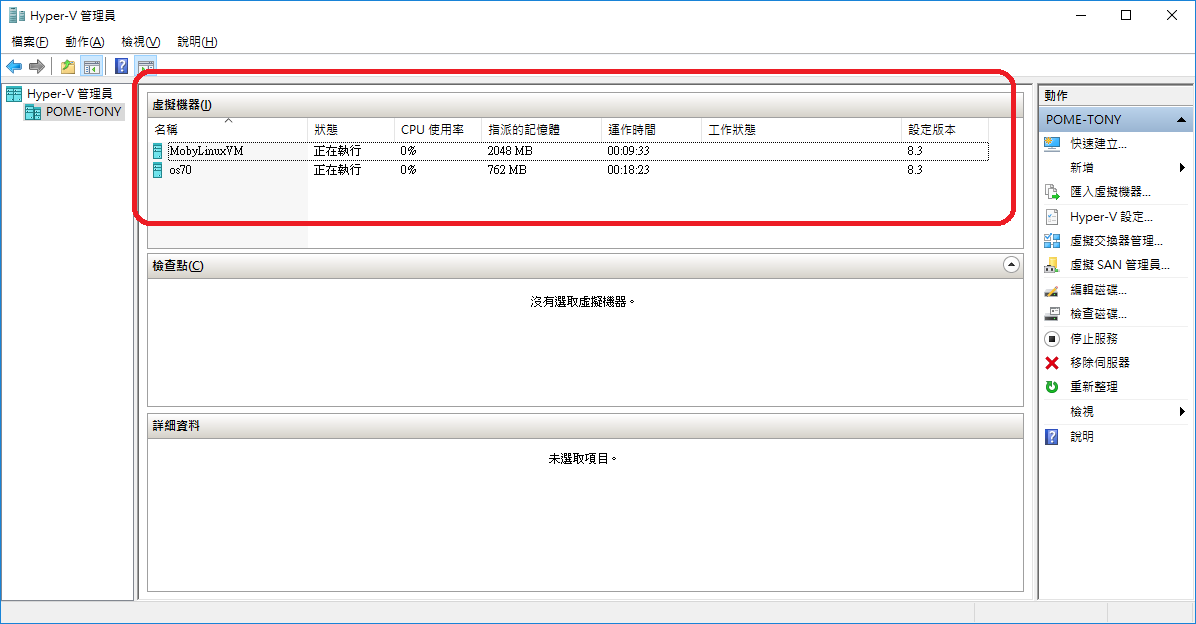 Hyper-V 管理員
檔案(F) 動作(A) 檢視(V) 說明(H)
Hyper-V 管理員
POME-TONY
虛擬機器(I)
名稱 狀態 CPU 使用率 指派的記憶體 運作時間 工作狀態 設定版本
MobyLinuxVM 正在執行 0% 2048 MB 00:09:33 8.3
os70 正在執行 0% 762 MB 00:18:23 8.3
檢查點(C)
沒有選取虛擬機器。
詳細資料
未選取項目。
動作
POME-TONY
快速建立...
新增
匯入虛擬機器...
Hyper-V 設定...
虛擬交換器管理...
虛擬 SAN 管理員...
編輯磁碟...
檢查磁碟...
停止服務
移除伺服器
重新整理
檢視
說明